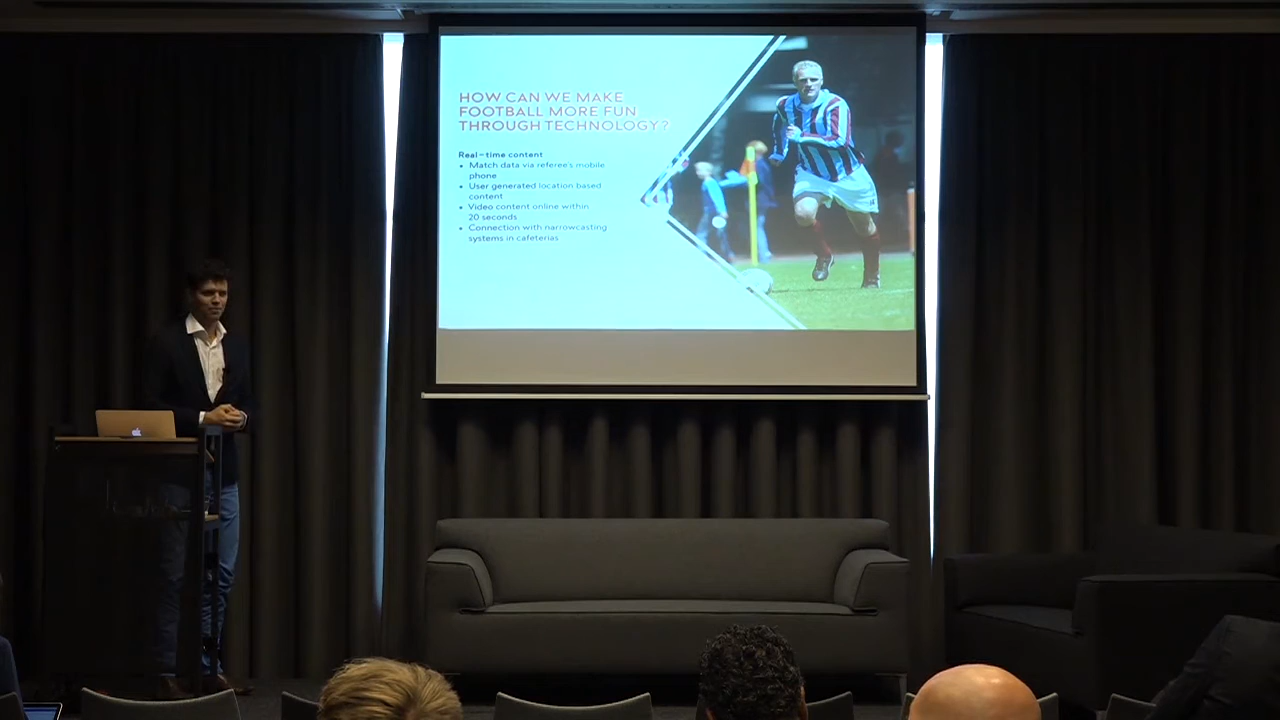 HOW CAN WE MAKE
FOOTBALL MORE FUN
THROUGH TECHNOLOGY?
Real-time content
• Match data via referee's mobile
phone
• User generated location based
content
• Video content online within
20 seconds
• Connection with narrowcasting
systems in cafeterias